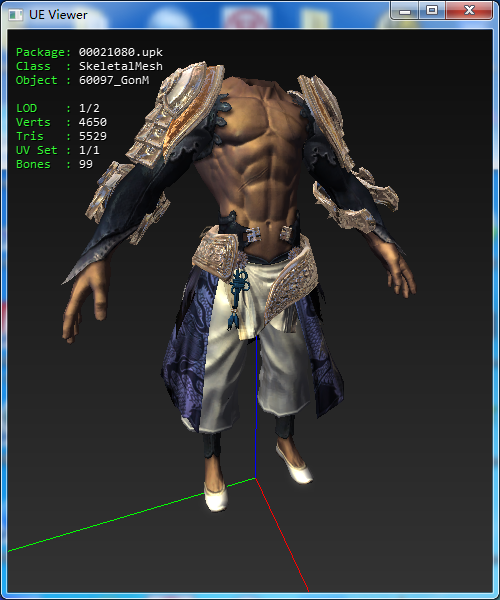 UE Viewer
Package: 00021080.upk
Class : SkeletalMesh
Object : 60097_GonM
LOD : 1/2
Verts : 4650
Tris : 5529
UV Set : 1/1
Bones : 99